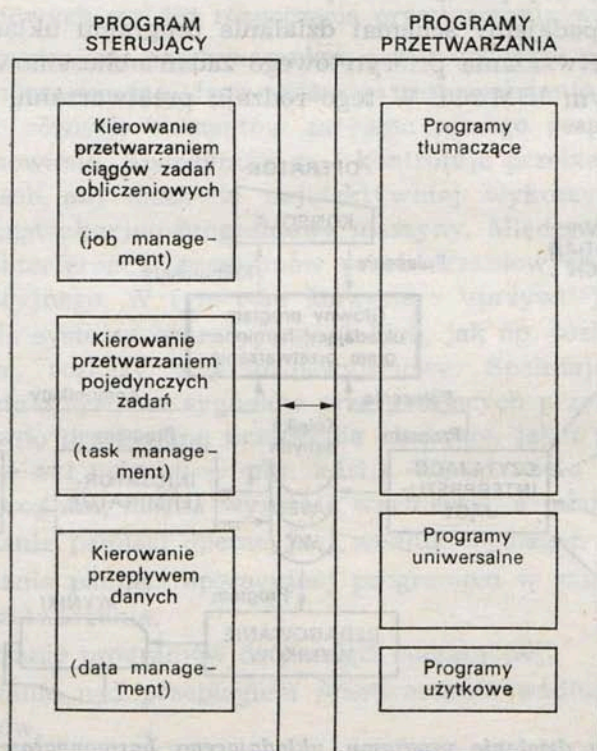 PROGRAM
STERUJĄCY
Kierowanie
przetwarzaniem
ciągów zadań
obliczeniowych
(job manage-
ment)
Kierowanie
przetwarzaniem
pojedynczych
zadań
(task manage-
ment)
Kierowanie
przepływem
danych
(data manage-
ment)
PROGRAMY
PRZETWARZANIA
Programy
tłumaczące
Programy
uniwersalne
Programy
użytkowe